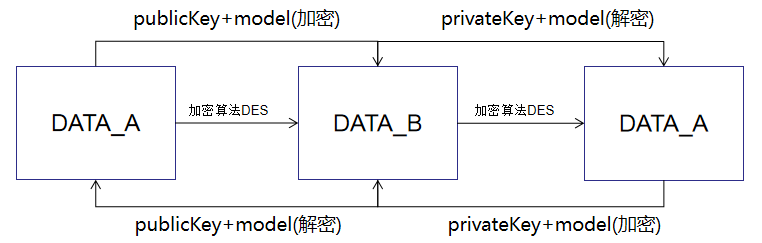 publicKey+model(加密)
privateKey+model(解密)
DATA_A
加密算法DES
DATA_B
加密算法DES
DATA_A
publicKey+model(解密)
privateKey+model(加密)